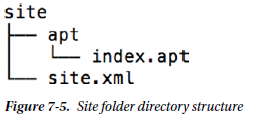 site
├── apt
│   └── index.apt
└── site.xml
Figure 7-5. Site folder directory structure